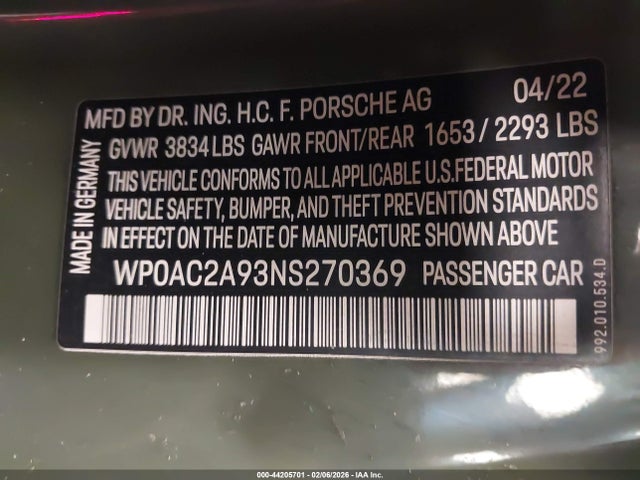 MFD BY DR. ING. H.C. F. PORSCHE AG 04/22
GVWR 3834 LBS GAWR FRONT/REAR 1653 / 2293 LBS
THIS VEHICLE CONFORMS TO ALL APPLICABLE U.S. FEDERAL MOTOR
VEHICLE SAFETY, BUMPER, AND THEFT PREVENTION STANDARDS
IN EFFECT ON THE DATE OF MANUFACTURE SHOWN ABOVE
WP0AC2A93NS270369 PASSENGER CAR
MADE IN GERMANY
992.010.534.D
000-44205701 - 02/06/2026 - IAA Inc.